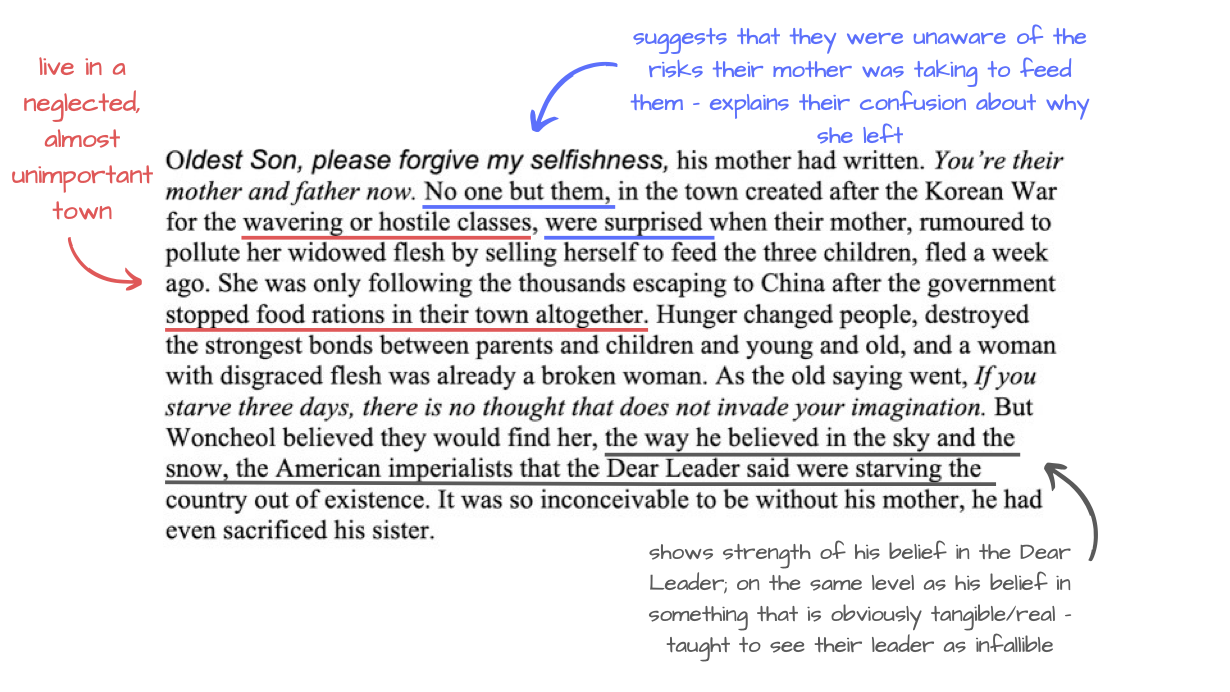 suggests that they were unaware of the
risks their mother was taking to feed
them - explains their confusion about why
she left
live in a
neglected,
almost
unimportant
town
Oldest Son, please forgive my selfishness, his mother had written. You're their
mother and father now. No one but them, in the town created after the Korean War
for the wavering or hostile classes, were surprised when their mother, rumoured to
pollute her widowed flesh by selling herself to feed the three children, fled a week
ago. She was only following the thousands escaping to China after the government
stopped food rations in their town altogether. Hunger changed people, destroyed
the strongest bonds between parents and children and young and old, and a woman
with disgraced flesh was already a broken woman. As the old saying went, If you
starve three days, there is no thought that does not invade your imagination. But
Woncheol believed they would find her, the way he believed in the sky and the
snow, the American imperialists that the Dear Leader said were starving the
country out of existence. It was so inconceivable to be without his mother, he had
even sacrificed his sister.
shows strength of his belief in the Dear
Leader; on the same level as his belief in
something that is obviously tangible/real -
taught to see their leader as infallible